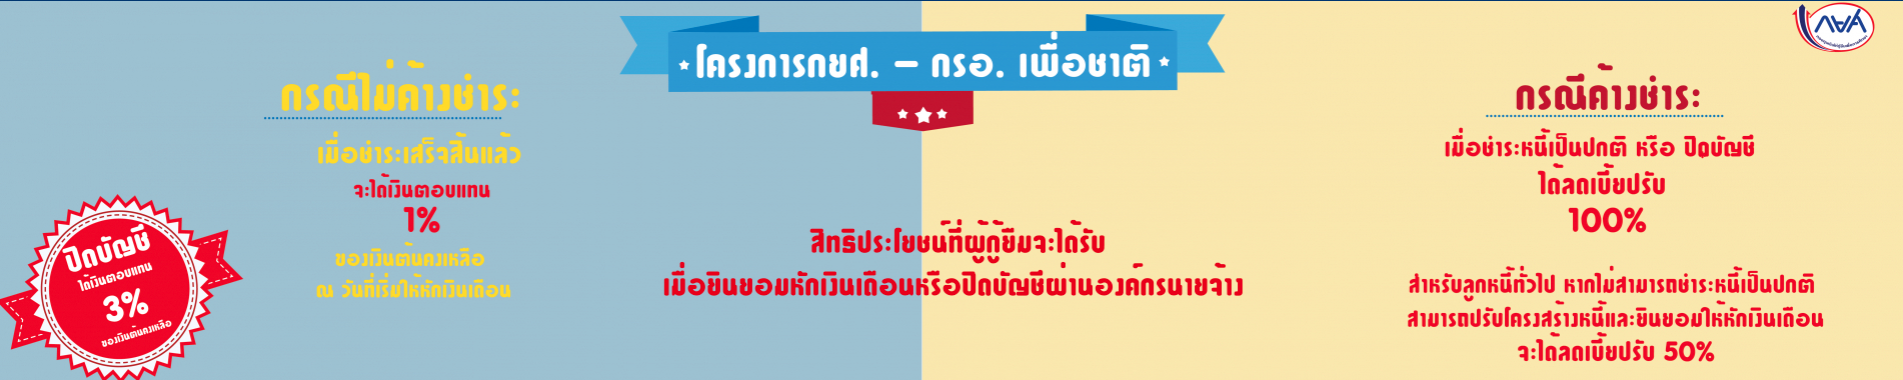 โครงการกยศ. – กรอ. เพื่อชาติ
กรณีไม่ค้างชำระ
เมื่อชำระเสร็จสิ้นแล้ว
จะได้เงินตอบแทน
1%
ของเงินต้นคงเหลือ
ณ วันที่เริ่มให้หักเงินเดือน
ปิดบัญชี
ได้เงินตอบแทน
3%
ของเงินต้นคงเหลือ
สิทธิประโยชน์ที่ผู้กู้ยืมจะได้รับ
เมื่อยินยอมหักเงินเดือนหรือปิดบัญชีผ่านองค์กรนายจ้าง
กยศ
กรณีค้างชำระ
เมื่อชำระหนี้เป็นปกติ หรือ ปิดบัญชี
ได้ลดเบี้ยปรับ
100%
สำหรับลูกหนี้ทั่วไป หากไม่สามารถชำระหนี้เป็นปกติ
สามารถปรับโครงสร้างหนี้และยินยอมให้หักเงินเดือน
จะได้ลดเบี้ยปรับ 50%